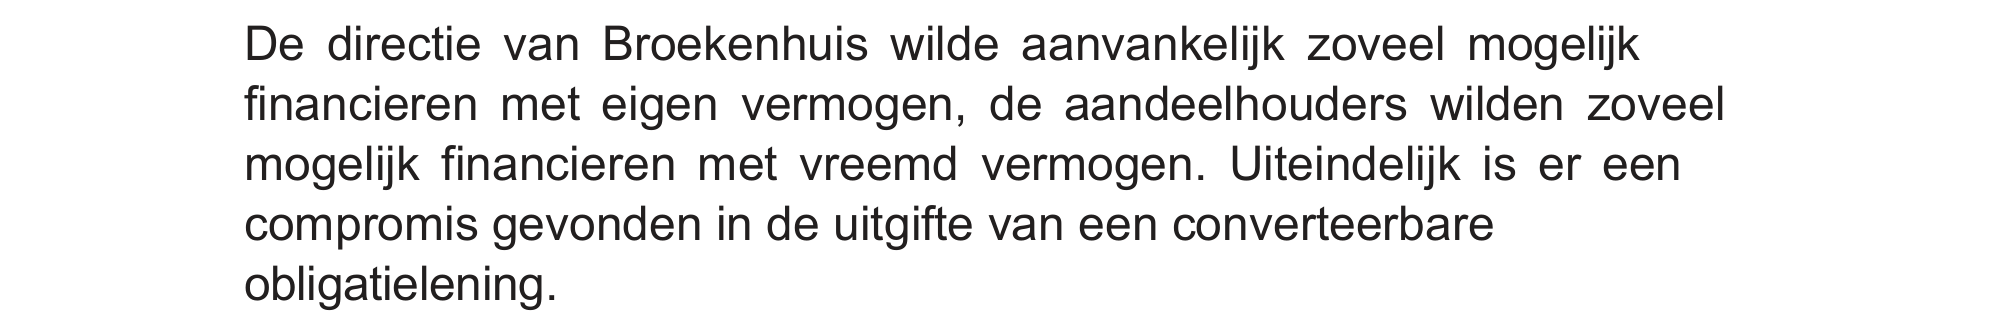 De directie van Broekenhuis wilde aanvankelijk zoveel mogelijk
financieren met eigen vermogen, de aandeelhouders wilden zoveel
mogelijk financieren met vreemd vermogen. Uiteindelijk is er een
compromis gevonden in de uitgifte van een converteerbare
obligatielening.